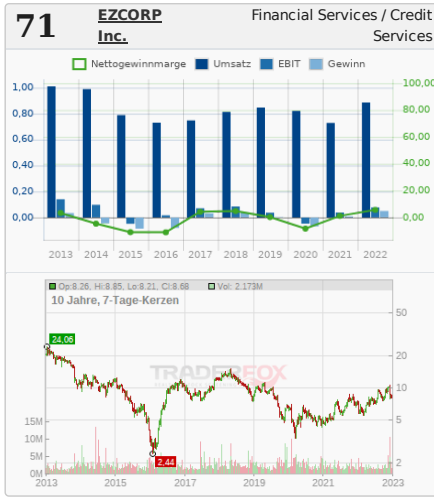 71
EZCORP
Inc.
Financial Services / Credit
Services
Nettogewinnmarge Umsatz EBIT Gewinn
1,00 100,00
0,80 80,00
0,60 60,00
0,40 40,00
0,20 20,00
0,00 0,00
2013 2014 2015 2016 2017 2018 2019 2020 2021 2022
Op:8.26, Hi:8.85, Lo:8.21, Cl:8.68 Vol: 2.173M
10 Jahre, 7-Tage-Kerzen
50
24,06
20
TRADERFOX
10
15M 5
10M
5M 2,44
0M 2
2013 2015 2017 2019 2021 2023